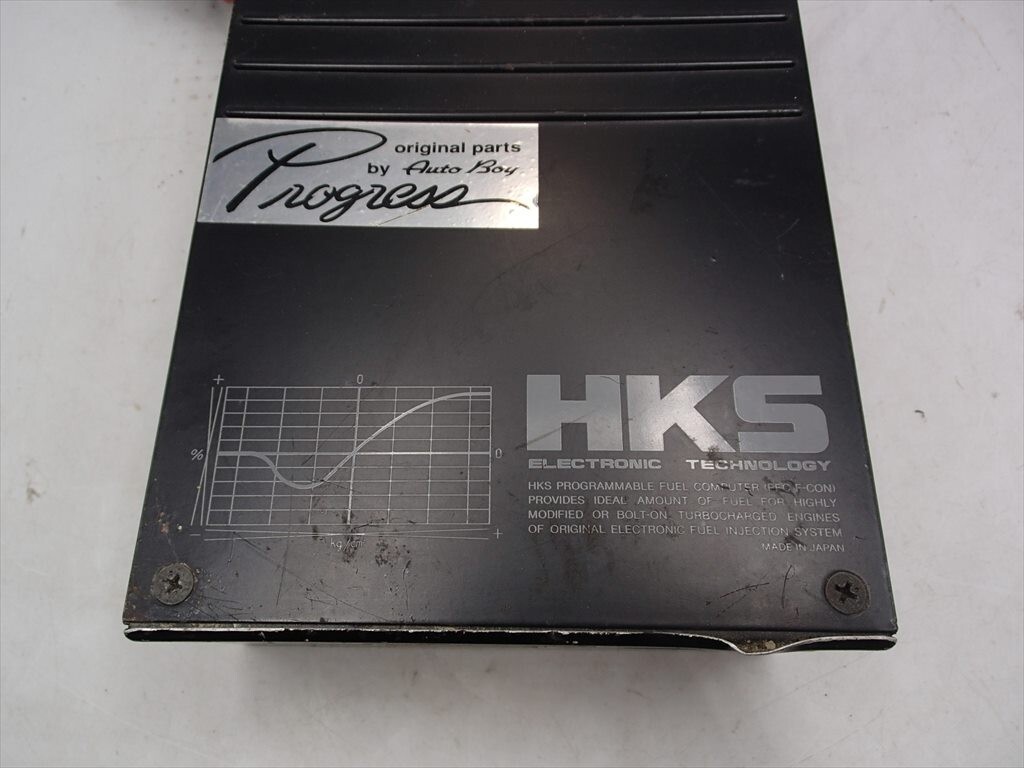 original parts
by Auto Boy
Progress
+ 0
% 0
− kg/cm² +
HKS
ELECTRONIC TECHNOLOGY
HKS PROGRAMMABLE FUEL COMPUTER (PFC F-CON)
PROVIDES IDEAL AMOUNT OF FUEL FOR HIGHLY
MODIFIED OR BOLT-ON TURBOCHARGED ENGINES
OF ORIGINAL ELECTRONIC FUEL INJECTION SYSTEM
MADE IN JAPAN